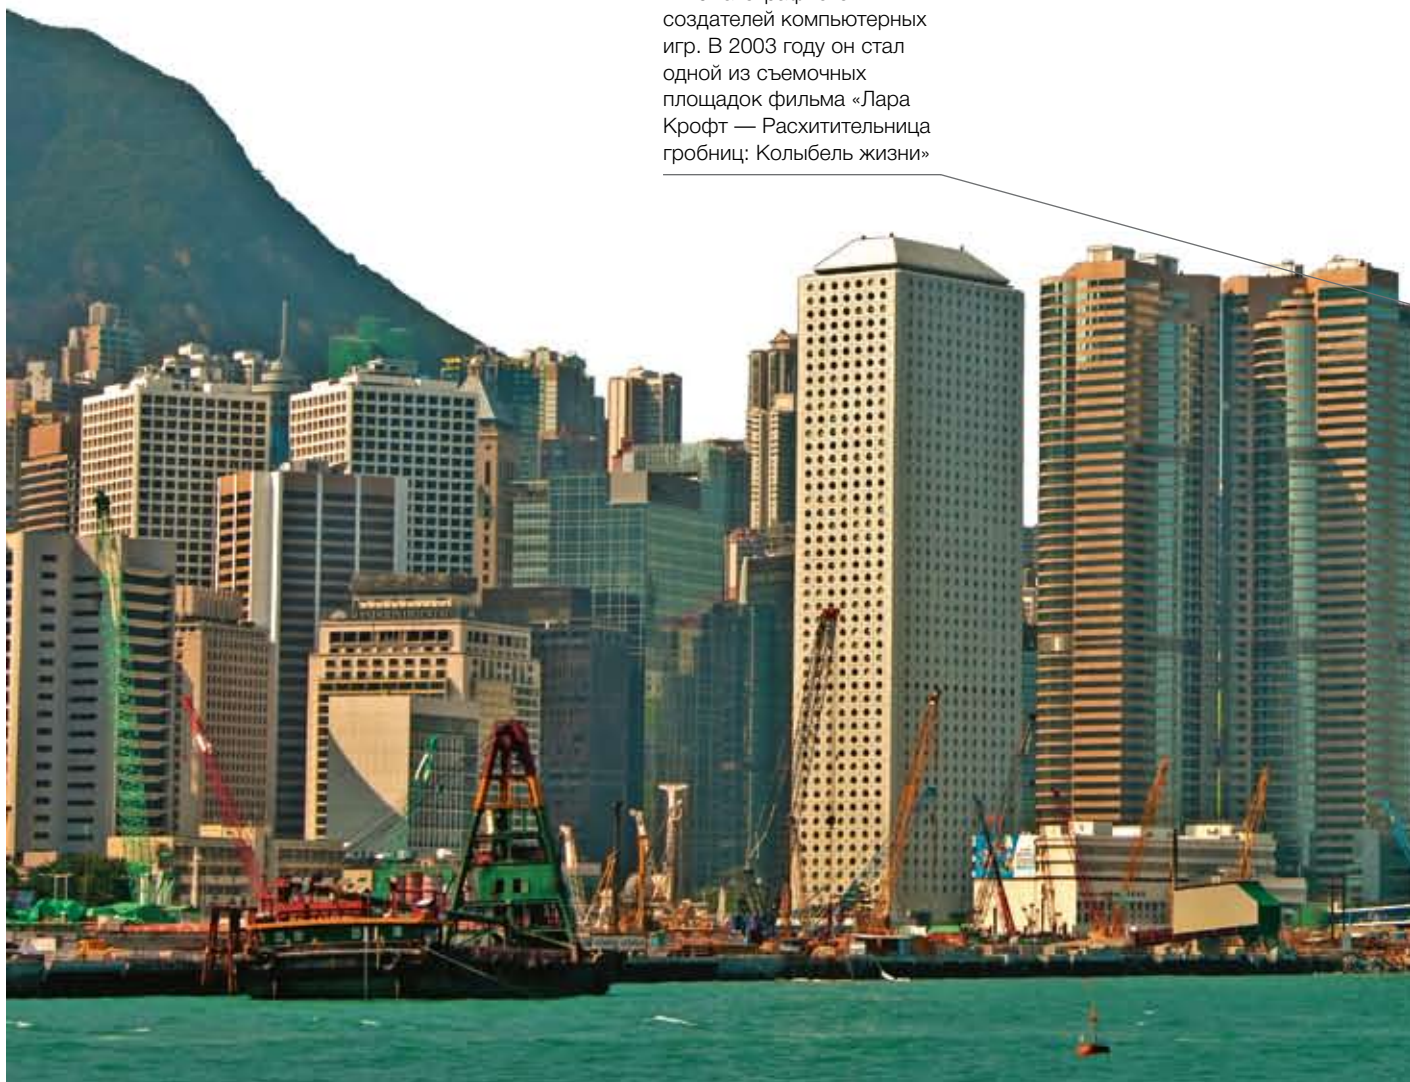 создателей компьютерных
игр. В 2003 году он стал
одной из съемочных
площадок фильма «Лара
Крофт — Расхитительница
гробниц: Колыбель жизни»